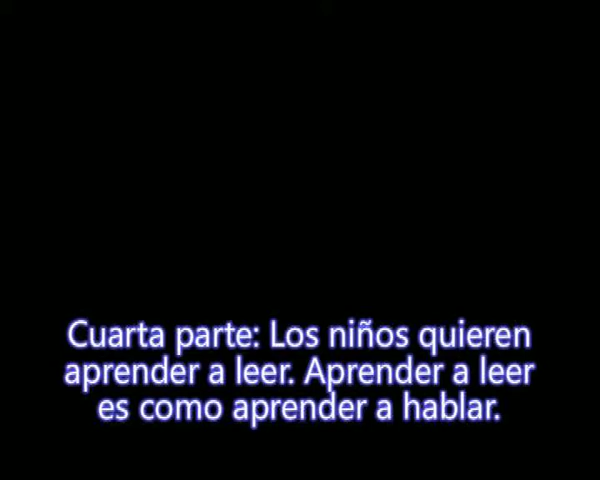 Cuarta parte: Los niños quieren
aprender a leer. Aprender a leer
es como aprender a hablar.